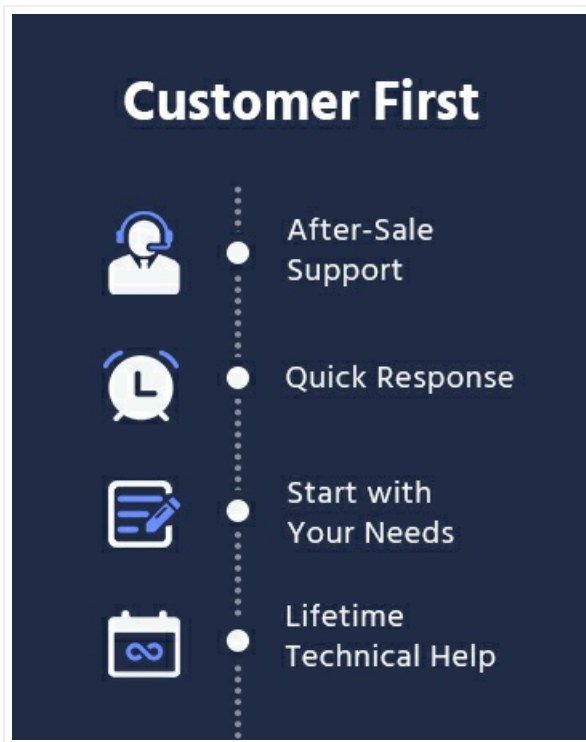 Customer First
After-Sale
Support
Quick Response
Start with
Your Needs
Lifetime
Technical Help